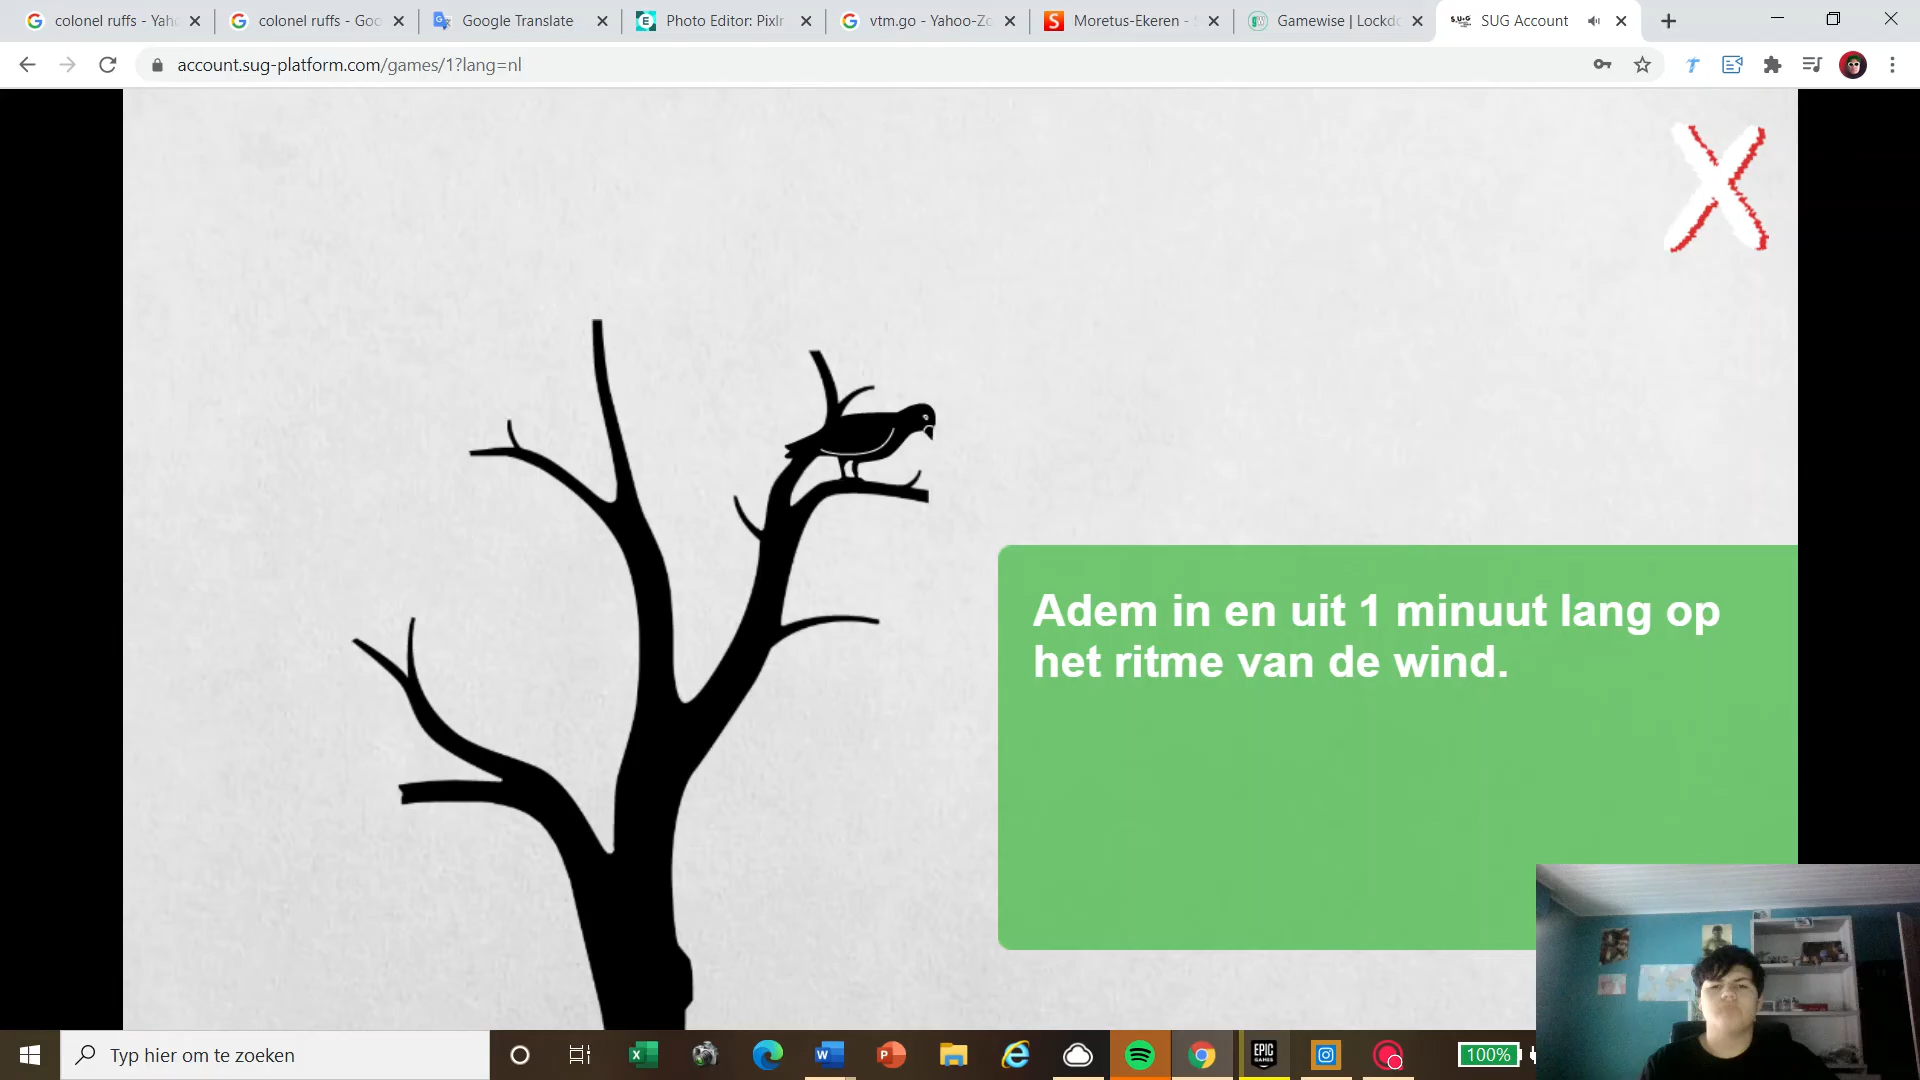 colonel ruffs - Yah
colonel ruffs - Goo
Google Translate
Photo Editor: Pixlr
vtm.go - Yahoo-Zo
Moretus-Ekeren -
Gamewise | Lockdo
SUG Account
account.sug-platform.com/games/1?lang=nl
Adem in en uit 1 minuut lang op
het ritme van de wind.
Typ hier om te zoeken
EPIC
GAMES
100%